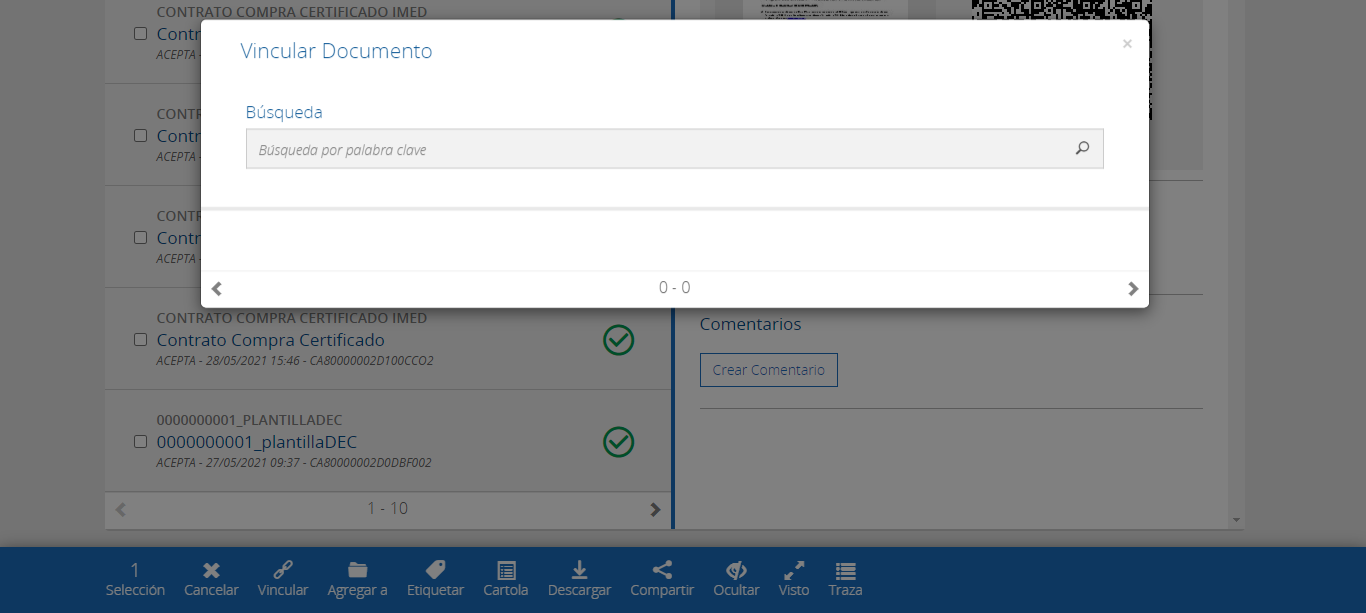 CONTRATO COMPRA CERTIFICADO IMED
Contr
ACEPTA -
CONTR
Contr
ACEPTA -
CONTR
Contr
ACEPTA -
Vincular Documento
×
Búsqueda
Búsqueda por palabra clave
0 - 0
CONTRATO COMPRA CERTIFICADO IMED
Contrato Compra Certificado
ACEPTA - 28/05/2021 15:46 - CA80000002D100CCO2
0000000001_PLANTILLADEC
0000000001_plantillaDEC
ACEPTA - 27/05/2021 09:37 - CA80000002D0DBF002
1 - 10
Comentarios
Crear Comentario
1
Selección
Cancelar
Vincular
Agregar a
Etiquetar
Cartola
Descargar
Compartir
Ocultar
Visto
Traza